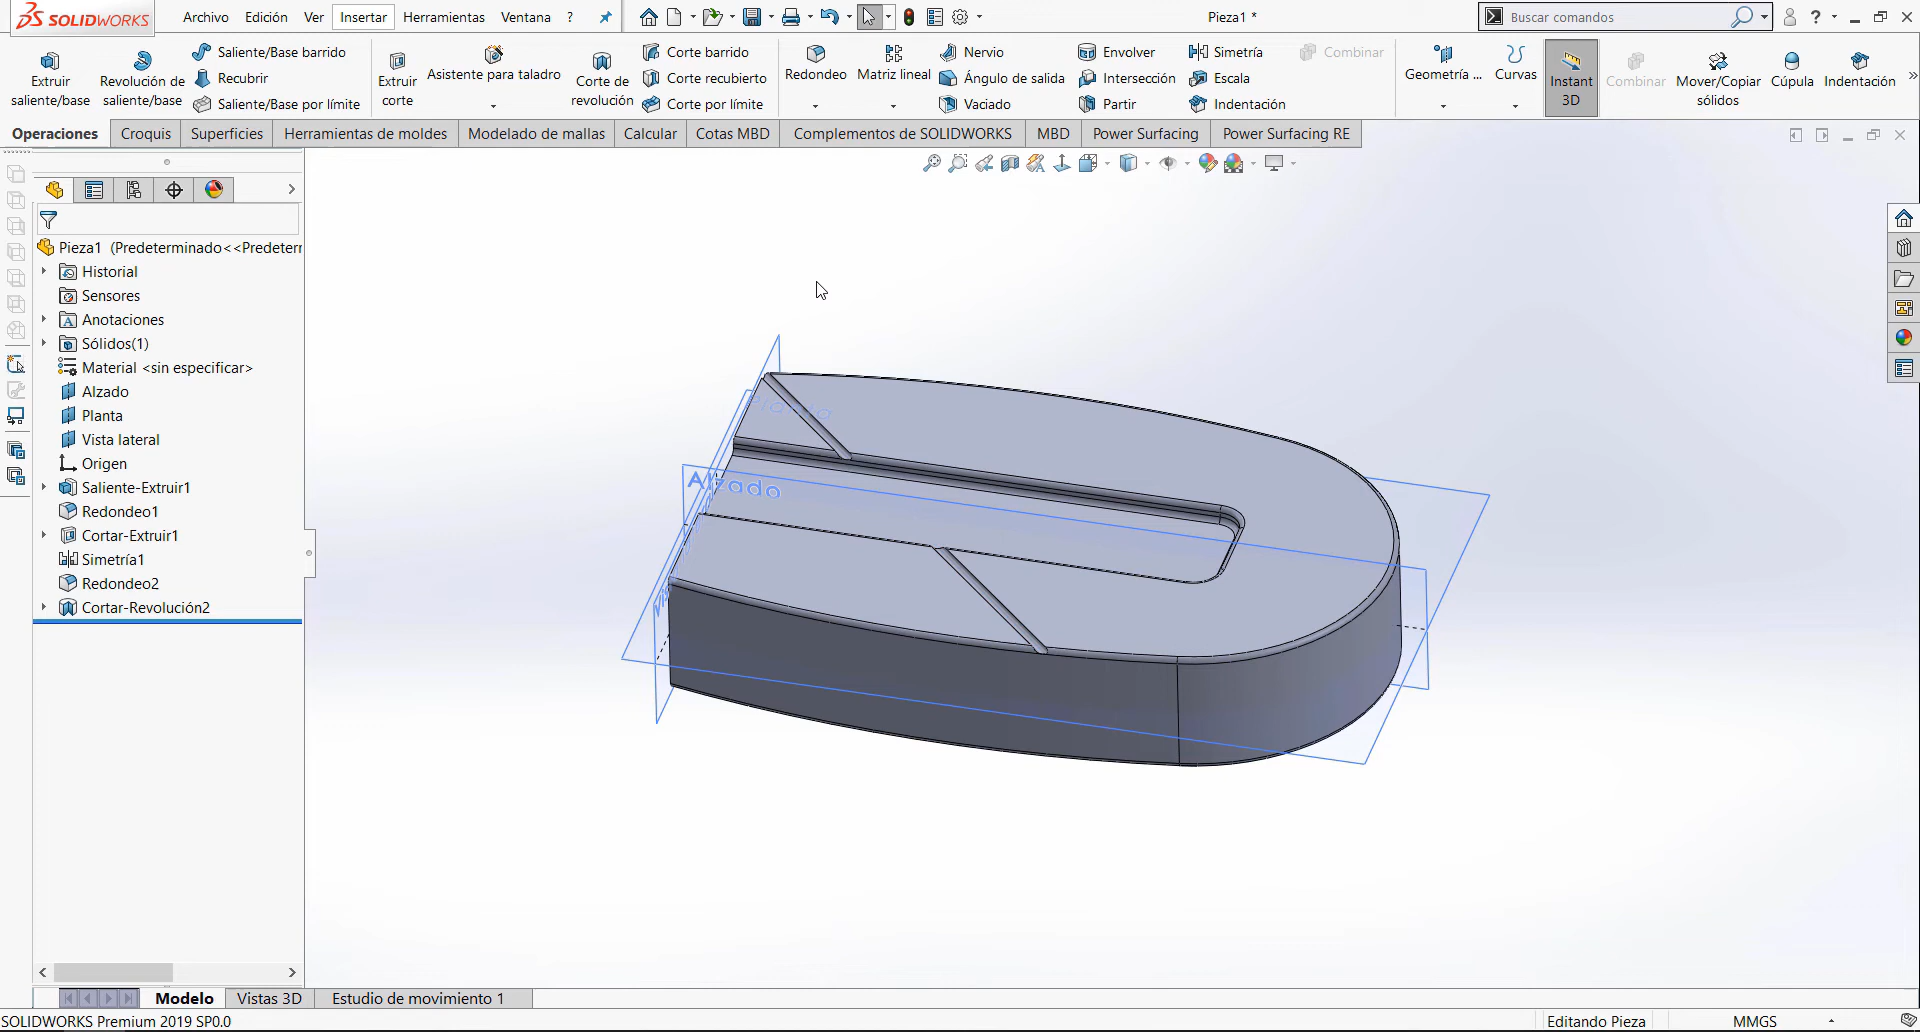 SOLIDWORKS Archivo Edición Ver Insertar Herramientas Ventana ? Pieza1 * Buscar comandos ?
Extruir saliente/base
Revolución de saliente/base
Saliente/Base barrido
Recubrir
Saliente/Base por límite
Extruir corte
Asistente para taladro
Corte de revolución
Corte barrido
Corte recubierto
Corte por límite
Redondeo
Matriz lineal
Nervio
Ángulo de salida
Vaciado
Envolver
Intersección
Partir
Simetría
Escala
Indentación
Combinar
Geometría ...
Curvas
Instant 3D
Combinar
Mover/Copiar sólidos
Cúpula
Indentación
Operaciones Croquis Superficies Herramientas de moldes Modelado de mallas Calcular Cotas MBD Complementos de SOLIDWORKS MBD Power Surfacing Power Surfacing RE
Pieza1 (Predeterminado<<Predeterr
Historial
Sensores
Anotaciones
Sólidos(1)
Material <sin especificar>
Alzado
Planta
Vista lateral
Origen
Saliente-Extruir1
Redondeo1
Cortar-Extruir1
Simetría1
Redondeo2
Cortar-Revolución2
Planta
Alzado
Modelo Vistas 3D Estudio de movimiento 1
SOLIDWORKS Premium 2019 SP0.0 Editando Pieza MMGS